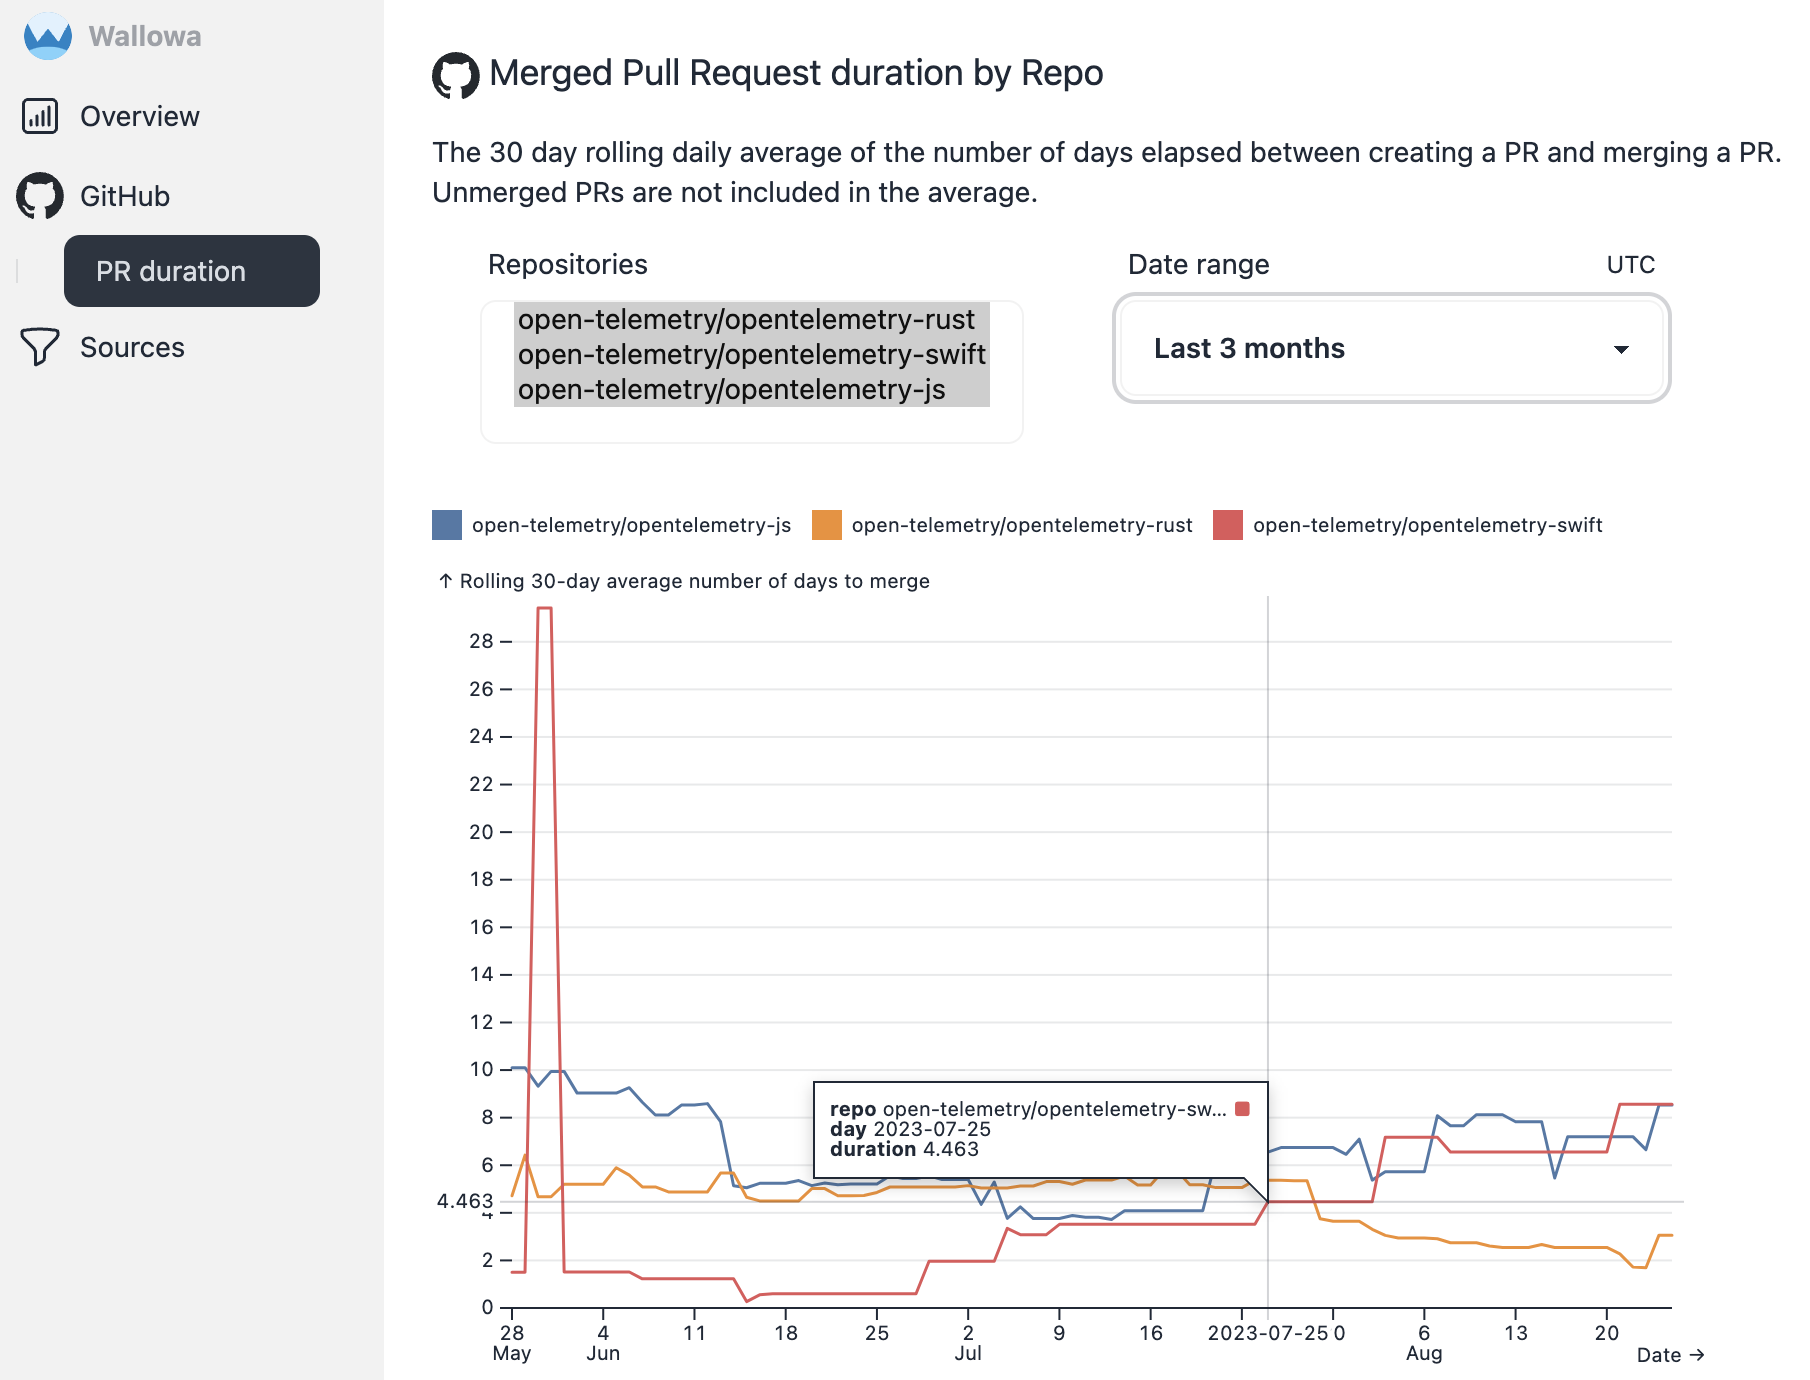 Wallowa
Overview
GitHub
PR duration
Sources
Merged Pull Request duration by Repo
The 30 day rolling daily average of the number of days elapsed between creating a PR and merging a PR.
Unmerged PRs are not included in the average.
Repositories
open-telemetry/opentelemetry-rust
open-telemetry/opentelemetry-swift
open-telemetry/opentelemetry-js
Date range
UTC
Last 3 months
open-telemetry/opentelemetry-js open-telemetry/opentelemetry-rust open-telemetry/opentelemetry-swift
↑ Rolling 30-day average number of days to merge
28
26
24
22
20
18
16
14
12
10
8
6
4.463
4
2
0
repo open-telemetry/opentelemetry-sw...
day 2023-07-25
duration 4.463
28 4 11 18 25 2 9 16 2023-07-25 0 6 13 20
May Jun Jul Aug Date →